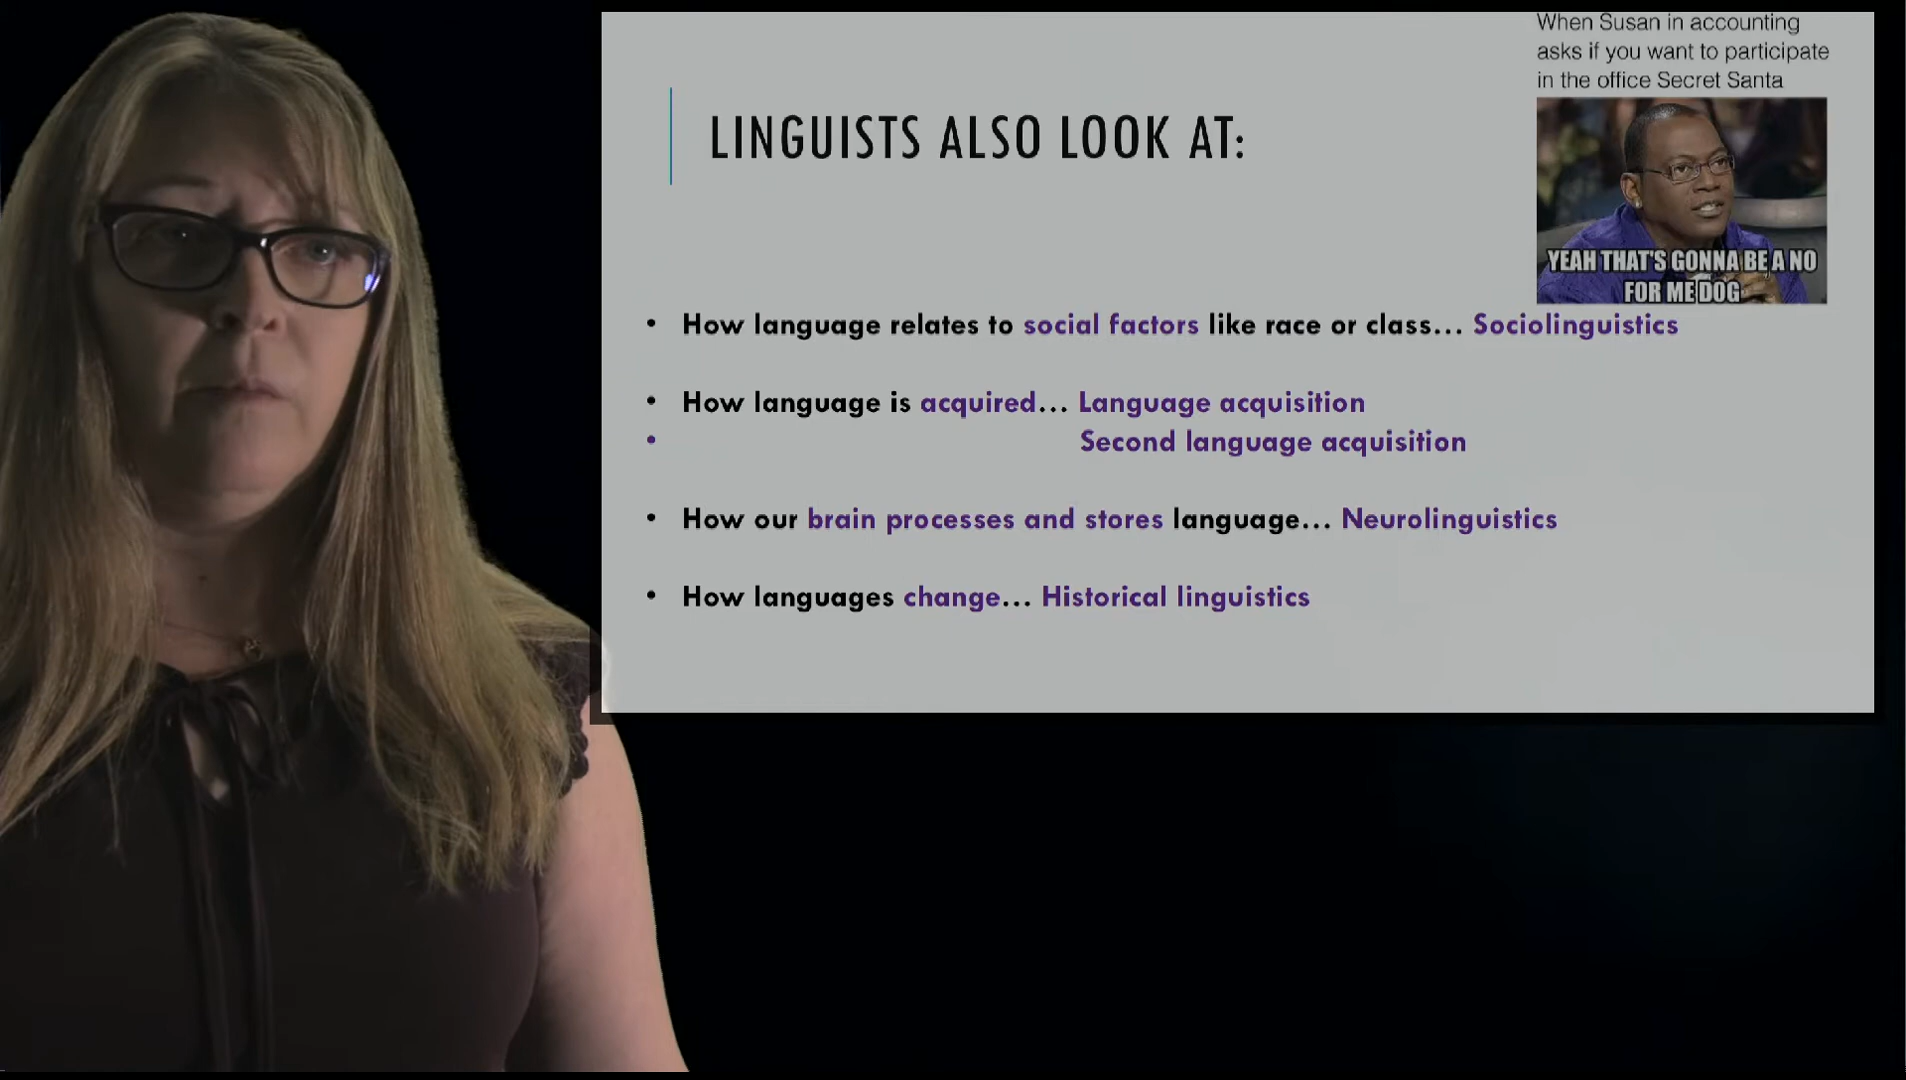 When Susan in accounting
asks if you want to participate
in the office Secret Santa
LINGUISTS ALSO LOOK AT:
YEAH THAT'S GONNA BE A NO
FOR ME DOG
• How language relates to social factors like race or class... Sociolinguistics
• How language is acquired... Language acquisition
• Second language acquisition
• How our brain processes and stores language... Neurolinguistics
• How languages change... Historical linguistics